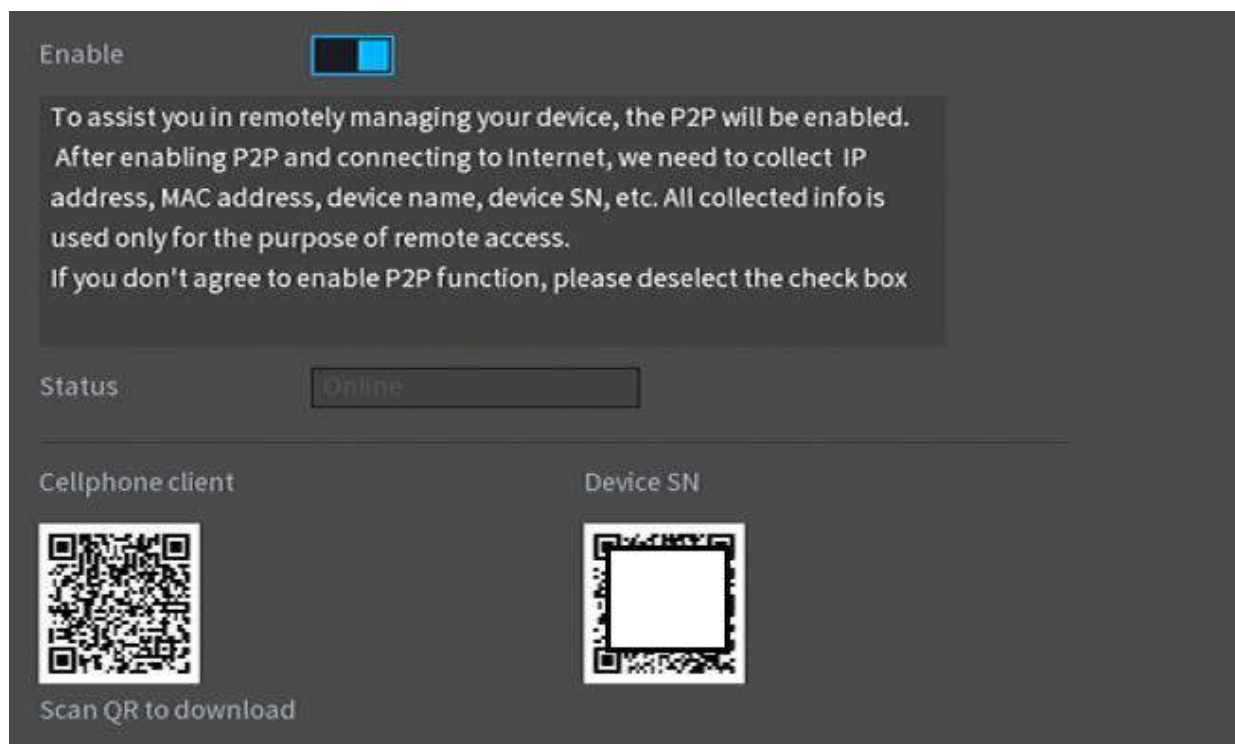 Enable
To assist you in remotely managing your device, the P2P will be enabled.
After enabling P2P and connecting to Internet, we need to collect IP
address, MAC address, device name, device SN, etc. All collected info is
used only for the purpose of remote access.
If you don't agree to enable P2P function, please deselect the check box
Status
Online
Cellphone client
Device SN
Scan QR to download